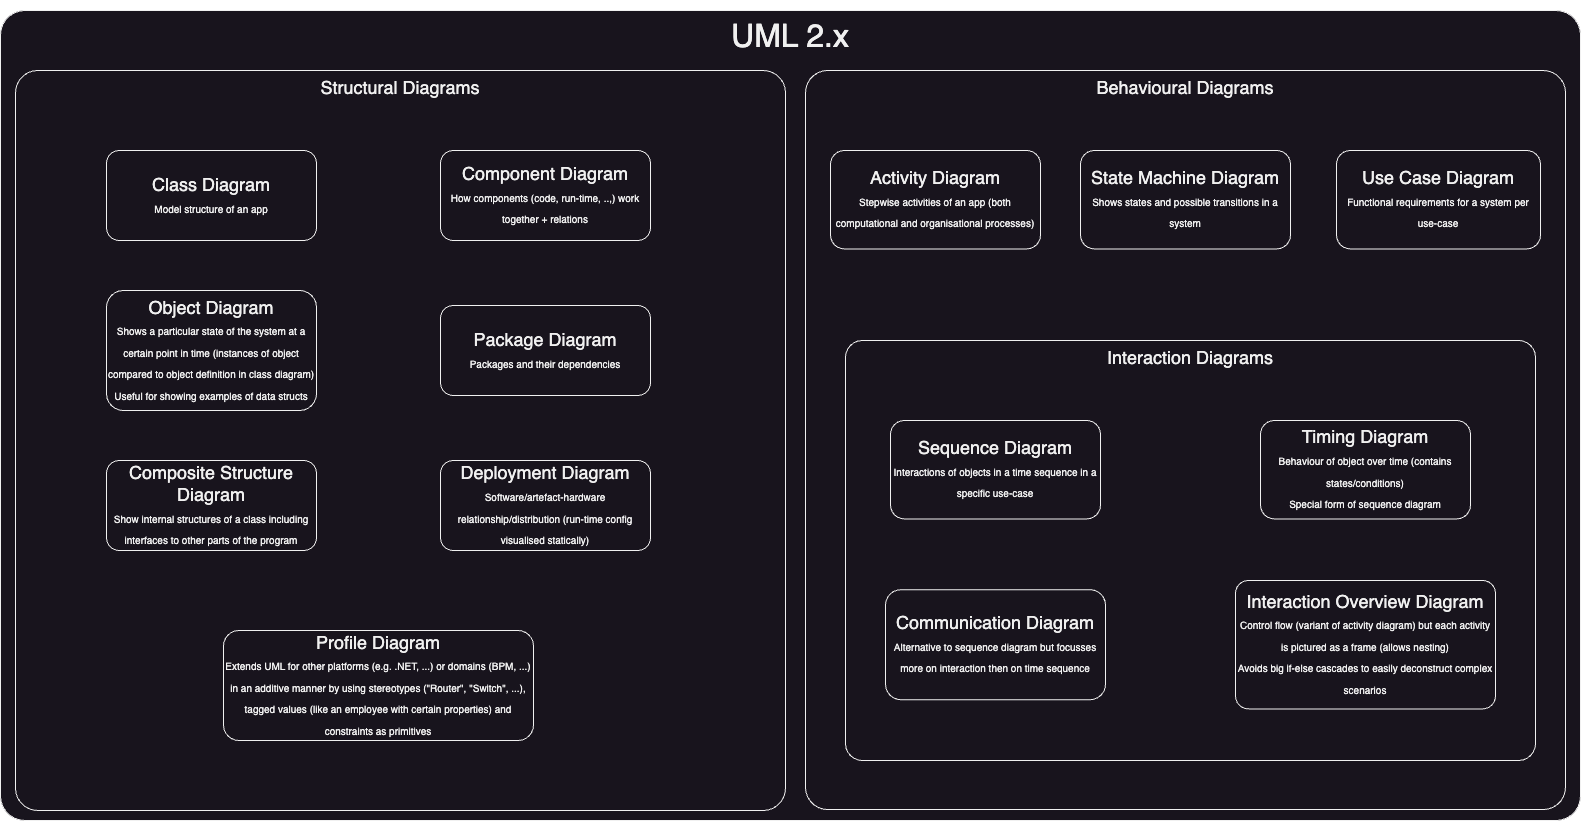 UML 2.x
Structural Diagrams
Class Diagram
Model structure of an app
Component Diagram
How components (code, run-time, ..,) work
together + relations
Object Diagram
Shows a particular state of the system at a
certain point in time (instances of object
compared to object definition in class diagram)
Useful for showing examples of data structs
Package Diagram
Packages and their dependencies
Composite Structure
Diagram
Show internal structures of a class including
interfaces to other parts of the program
Deployment Diagram
Software/artefact-hardware
relationship/distribution (run-time config
visualised statically)
Profile Diagram
Extends UML for other platforms (e.g. .NET, ...) or domains (BPM, ...)
in an additive manner by using stereotypes ("Router", "Switch", ...),
tagged values (like an employee with certain properties) and
constraints as primitives
Behavioural Diagrams
Activity Diagram
Stepwise activities of an app (both
computational and organisational processes)
State Machine Diagram
Shows states and possible transitions in a
system
Use Case Diagram
Functional requirements for a system per
use-case
Interaction Diagrams
Sequence Diagram
Interactions of objects in a time sequence in a
specific use-case
Timing Diagram
Behaviour of object over time (contains
states/conditions)
Special form of sequence diagram
Communication Diagram
Alternative to sequence diagram but focusses
more on interaction then on time sequence
Interaction Overview Diagram
Control flow (variant of activity diagram) but each activity
is pictured as a frame (allows nesting)
Avoids big if-else cascades to easily deconstruct complex
scenarios